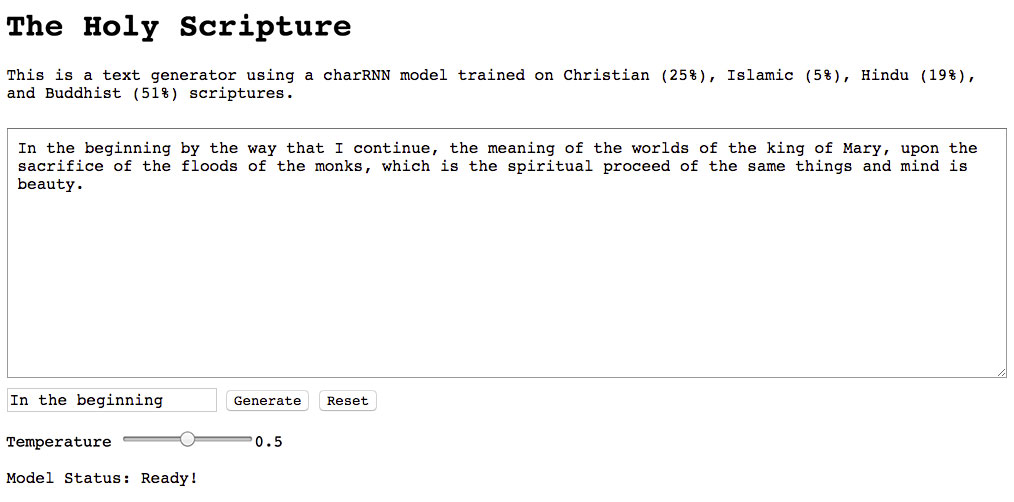 The Holy Scripture
This is a text generator using a charRNN model trained on Christian (25%), Islamic (5%), Hindu (19%),
and Buddhist (51%) scriptures.
In the beginning by the way that I continue, the meaning of the worlds of the king of Mary, upon the
sacrifice of the floods of the monks, which is the spiritual proceed of the same things and mind is
beauty.
In the beginning Generate Reset
Temperature 0.5
Model Status: Ready!